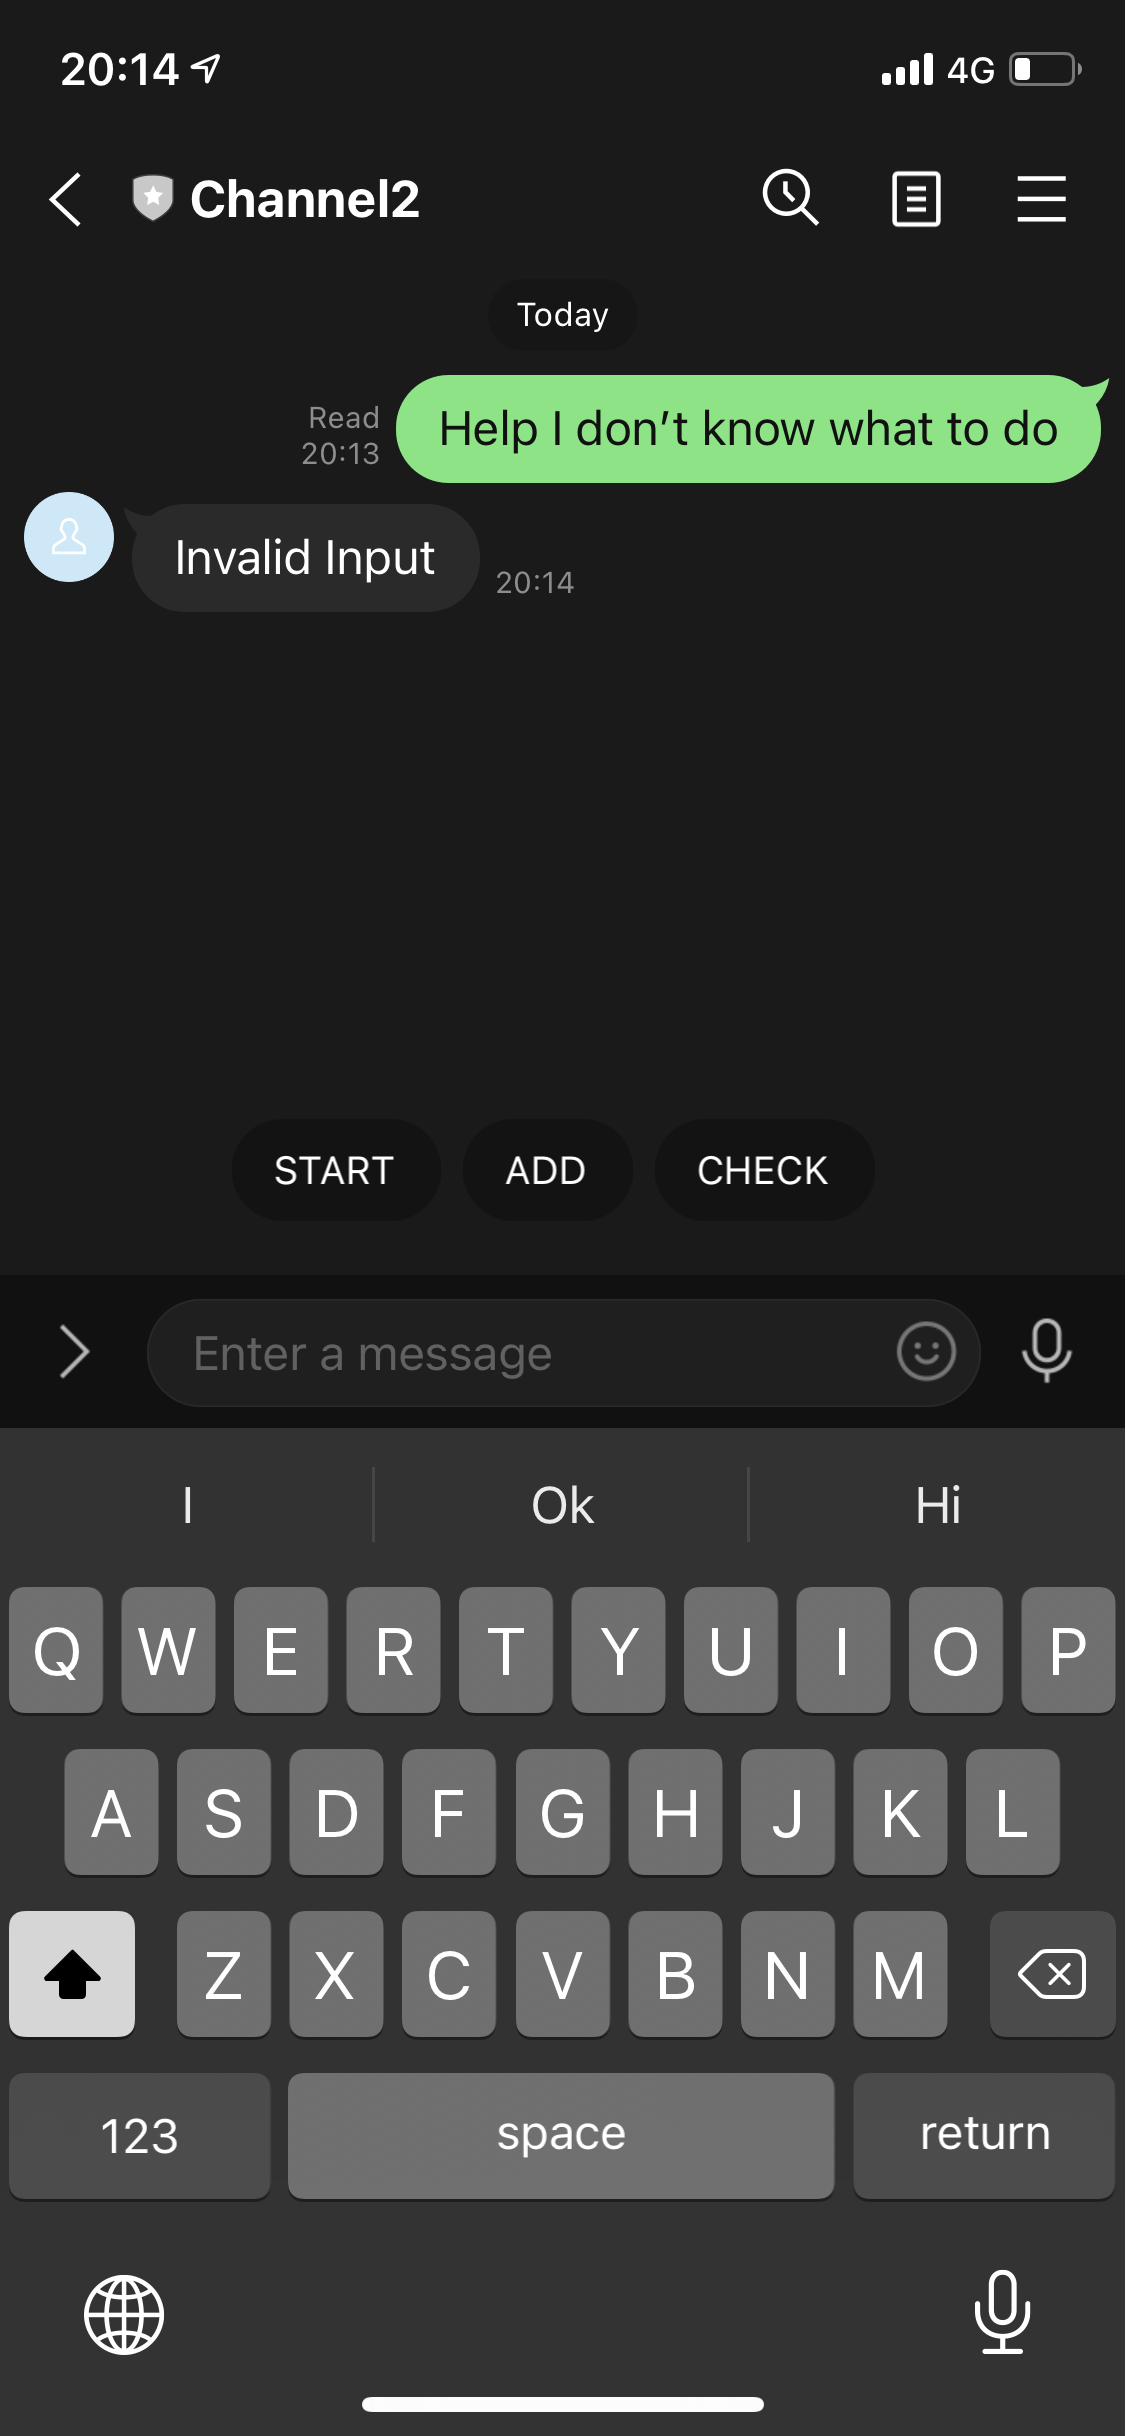 20:14
4G
Channel2
Today
Help I don’t know what to do
Read
20:13
Invalid Input
20:14
START ADD CHECK
Enter a message
I Ok Hi
Q W E R T Y U I O P
A S D F G H J K L
Z X C V B N M
123 space return